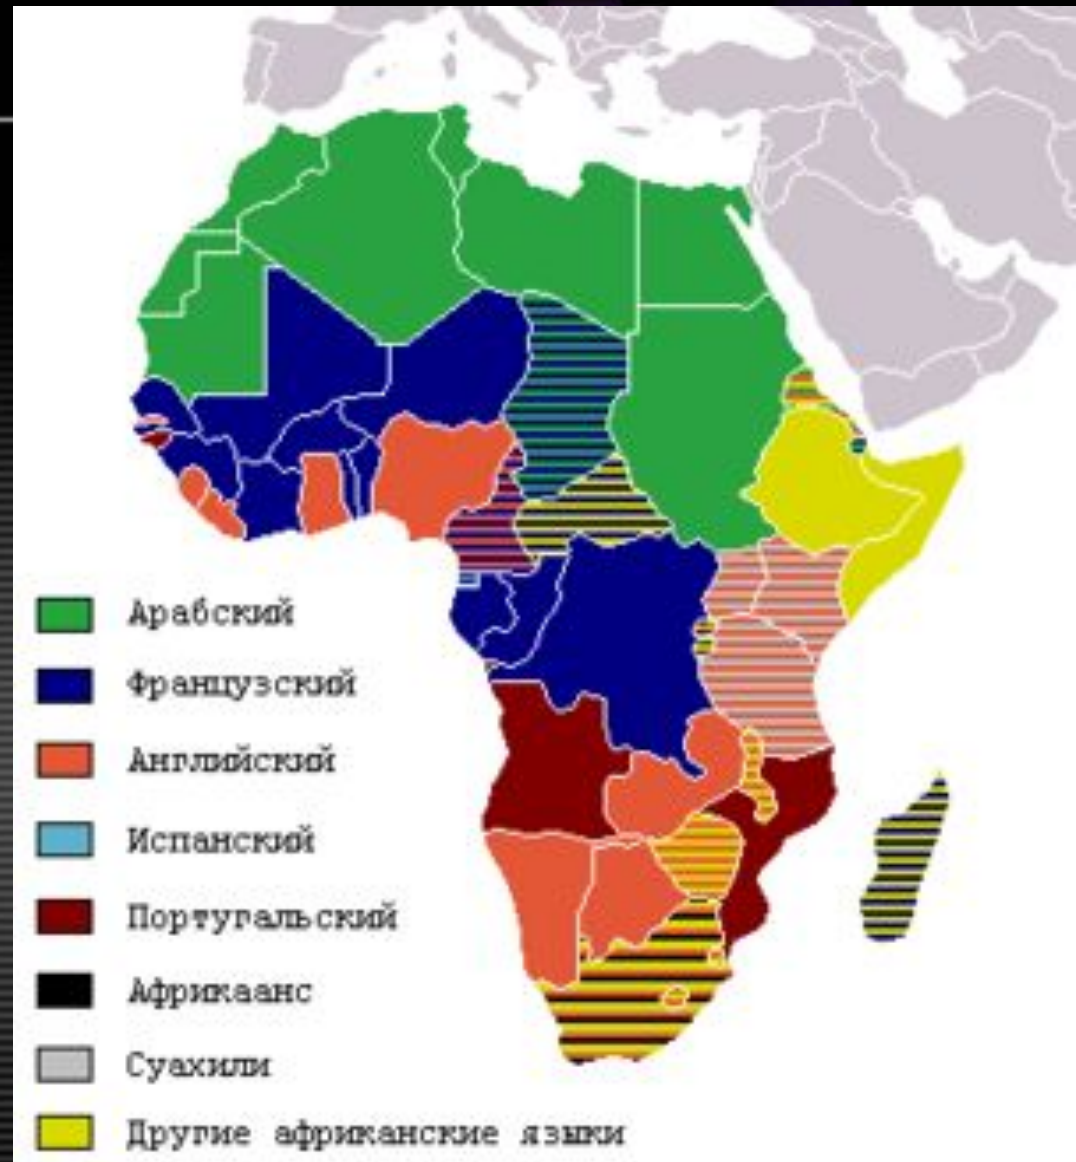 Арабский
Французский
Английский
Испанский
Португальский
Африкаанс
Суахили
Другие африканские языки